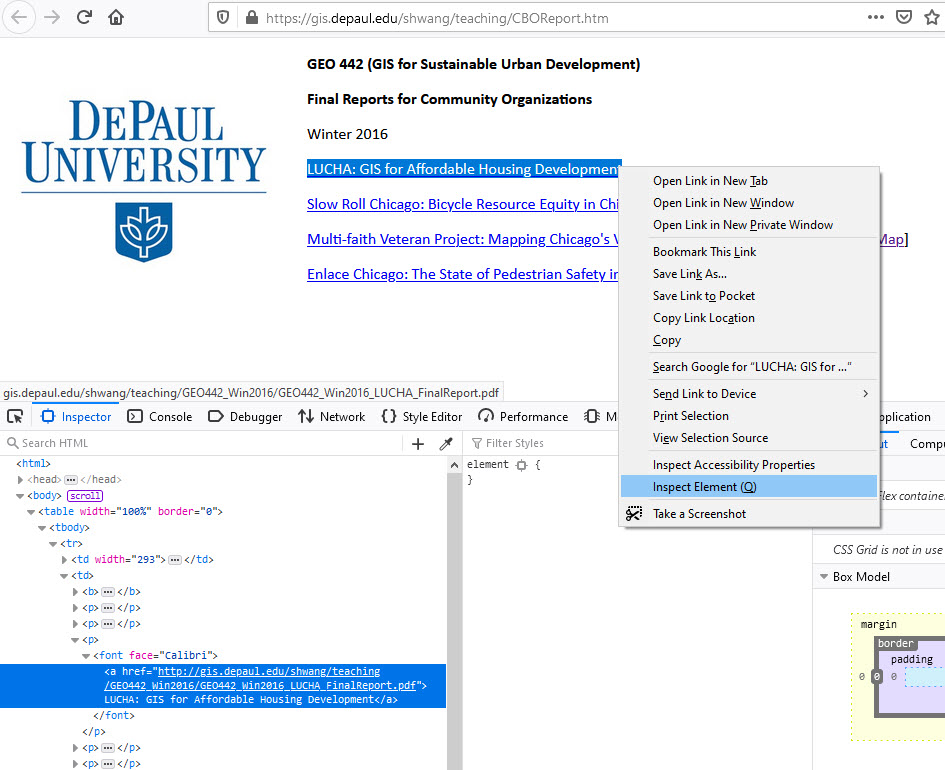 https://gis.depaul.edu/shwang/teaching/CBOReport.htm
DEPAUL
UNIVERSITY
GEO 442 (GIS for Sustainable Urban Development)
Final Reports for Community Organizations
Winter 2016
LUCHA: GIS for Affordable Housing Development
Slow Roll Chicago: Bicycle Resource Equity in Chi
Multi-faith Veteran Project: Mapping Chicago's V
Map]
Enlace Chicago: The State of Pedestrian Safety in
Open Link in New Tab
Open Link in New Window
Open Link in New Private Window
Bookmark This Link
Save Link As...
Save Link to Pocket
Copy Link Location
Copy
Search Google for “LUCHA: GIS for ...”
Send Link to Device
Print Selection
View Selection Source
Inspect Accessibility Properties
Inspect Element (Q)
Take a Screenshot
gis.depaul.edu/shwang/teaching/GEO442_Win2016/GEO442_Win2016_LUCHA_FinalReport.pdf
Inspector Console Debugger Network Style Editor Performance M pplication
Search HTML
Filter Styles
ut Compu
<html>
<head> ... </head>
<body> scroll
<table width="100%" border="0">
<tbody>
<tr>
<td width="293"> ... </td>
<td>
<b> ... </b>
<p> ... </p>
<p> ... </p>
<p>
<font face="Calibri">
<a href="http://gis.depaul.edu/shwang/teaching
/GEO442_Win2016/GEO442_Win2016_LUCHA_FinalReport.pdf">
LUCHA: GIS for Affordable Housing Development</a>
</font>
</p>
<p> ... </p>
<p> ... </p>
element {
}
lex containe
CSS Grid is not in use
Box Model
margin
border
padding
0 0 0